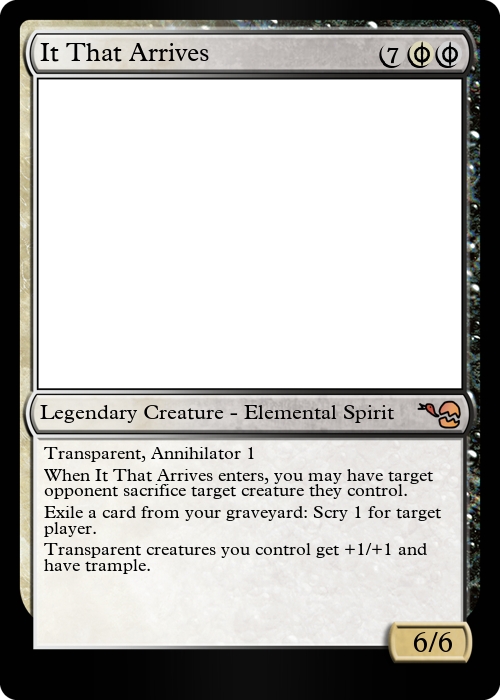 It That Arrives 7
Legendary Creature - Elemental Spirit
Transparent, Annihilator 1
When It That Arrives enters, you may have target
opponent sacrifice target creature they control.
Exile a card from your graveyard: Scry 1 for target
player.
Transparent creatures you control get +1/+1 and
have trample.
6/6